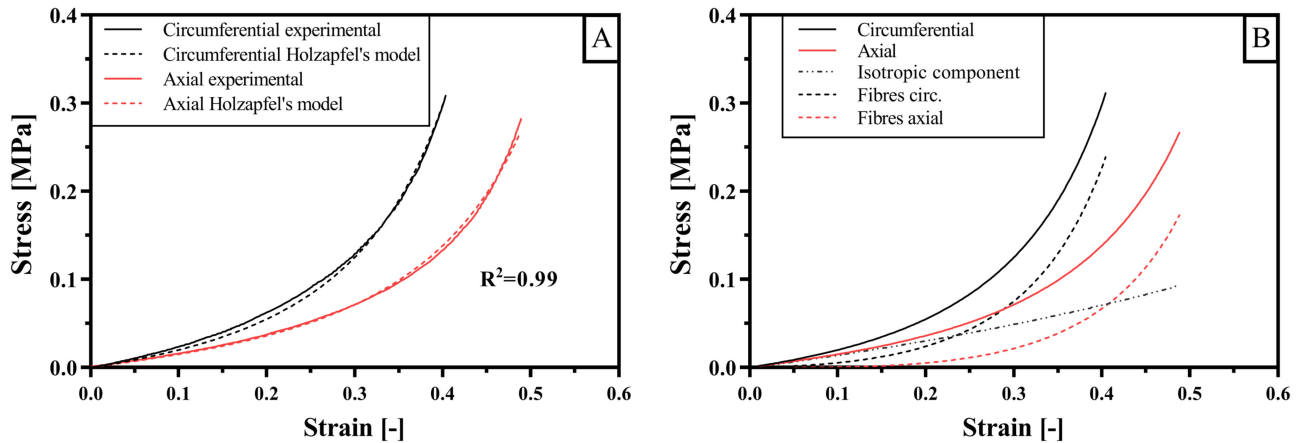 0.4
0.3
0.2
0.1
0.0
Stress [MPa]
Circumferential experimental
Circumferential Holzapfel's model
Axial experimental
Axial Holzapfel's model
A
R²=0.99
0.0 0.1 0.2 0.3 0.4 0.5 0.6
Strain [-]
0.4
0.3
0.2
0.1
0.0
Stress [MPa]
Circumferential
Axial
Isotropic component
Fibres circ.
Fibres axial
B
0.0 0.1 0.2 0.3 0.4 0.5 0.6
Strain [-]